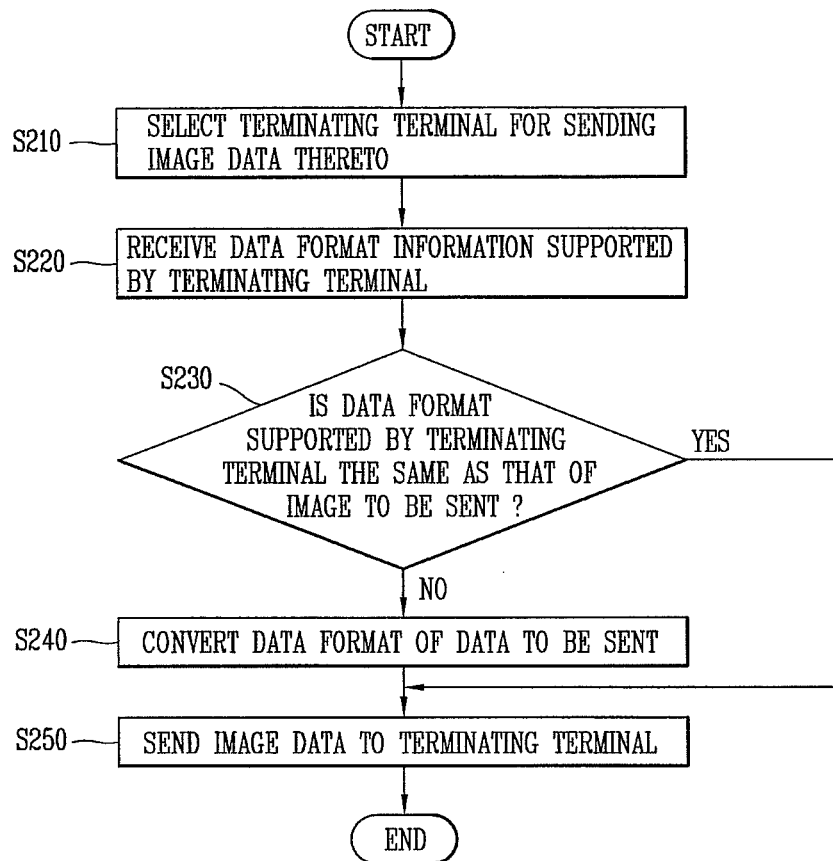 START
S210
SELECT TERMINATING TERMINAL FOR SENDING
IMAGE DATA THERETO
S220
RECEIVE DATA FORMAT INFORMATION SUPPORTED
BY TERMINATING TERMINAL
S230
IS DATA FORMAT
SUPPORTED BY TERMINATING
TERMINAL THE SAME AS THAT OF
IMAGE TO BE SENT ?
YES
NO
S240
CONVERT DATA FORMAT OF DATA TO BE SENT
S250
SEND IMAGE DATA TO TERMINATING TERMINAL
END